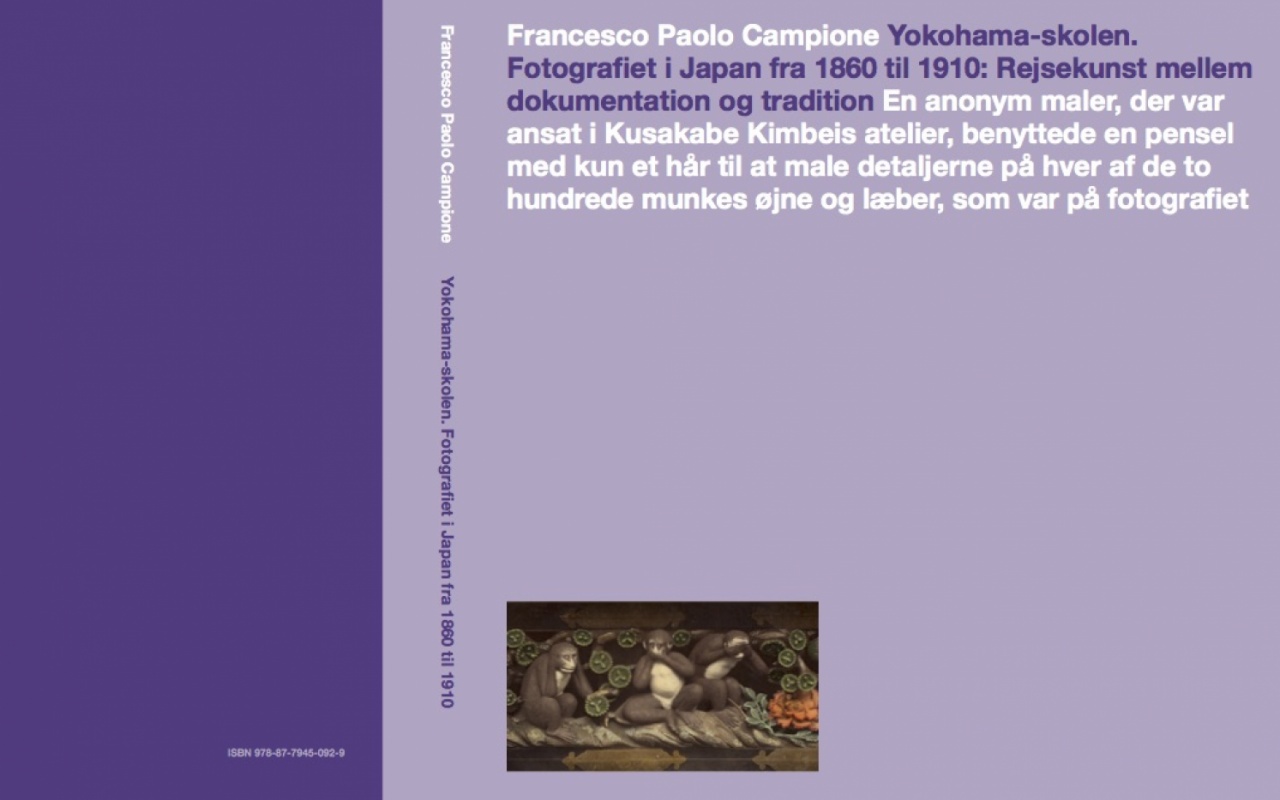 Francesco Paolo Campione Yokohama-skolen.
Fotografiet i Japan fra 1860 til 1910: Rejsekunst mellem
dokumentation og tradition En anonym maler, der var
ansat i Kusakabe Kimbeis atelier, benyttede en pensel
med kun et hår til at male detaljerne på hver af de to
hundrede munkes øjne og læber, som var på fotografiet
Francesco Paolo Campione Yokohama-skolen. Fotografiet i Japan fra 1860 til 1910
ISBN 978-87-7945-092-9